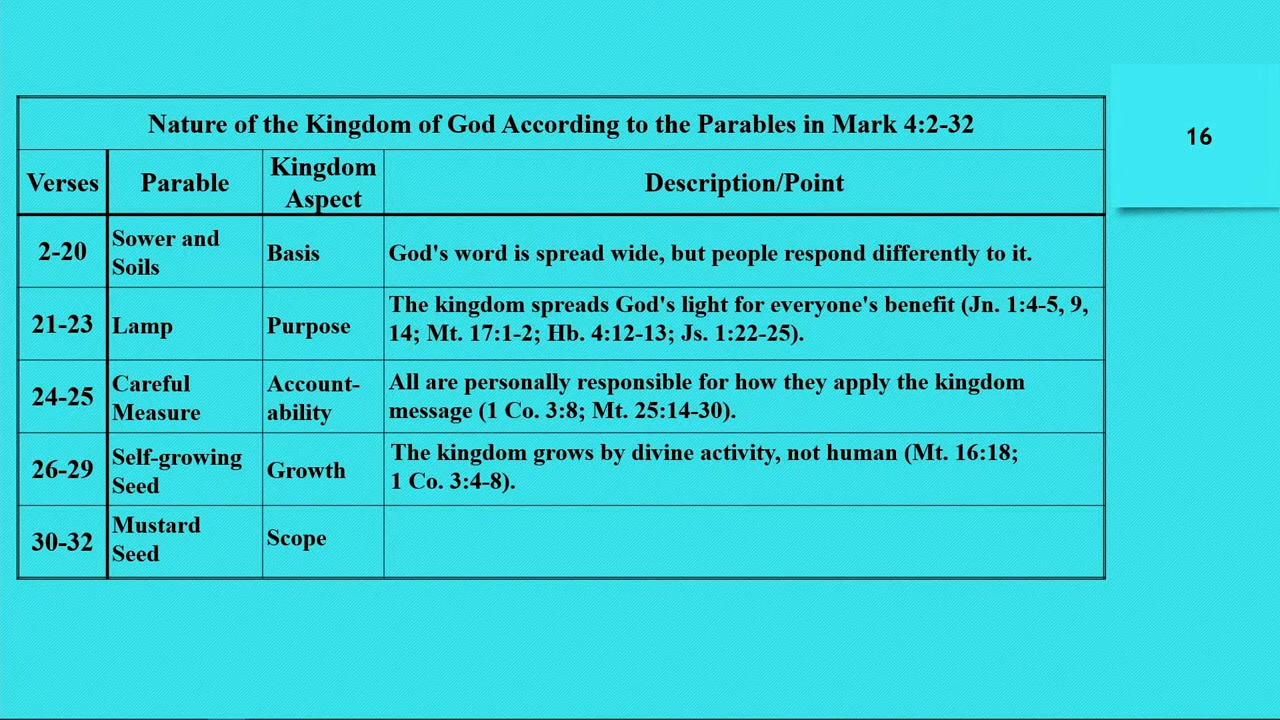 Nature of the Kingdom of God According to the Parables in Mark 4:2-32
16
Verses
Parable
Kingdom
Aspect
Description/Point
2-20
Sower and
Soils
Basis
God's word is spread wide, but people respond differently to it.
21-23
Lamp
Purpose
The kingdom spreads God's light for everyone's benefit (Jn. 1:4-5, 9,
14; Mt. 17:1-2; Hb. 4:12-13; Js. 1:22-25).
24-25
Careful
Measure
Account-
ability
All are personally responsible for how they apply the kingdom
message (1 Co. 3:8; Mt. 25:14-30).
26-29
Self-growing
Seed
Growth
The kingdom grows by divine activity, not human (Mt. 16:18;
1 Co. 3:4-8).
30-32
Mustard
Seed
Scope